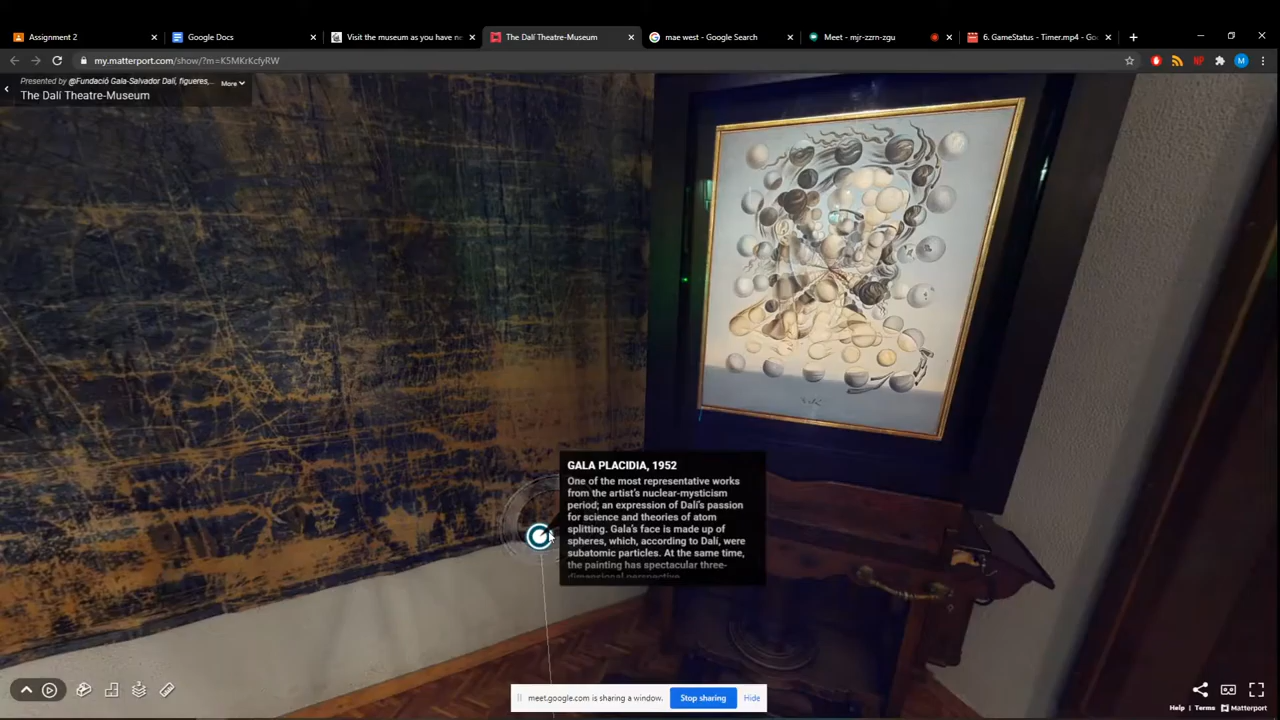 Assignment 2
Google Docs
Visit the museum as you have ne
The Dalí Theatre-Museum
mae west - Google Search
Meet - mjr-zzrn-zgu
6. GameStatus - Timer.mp4 - Go
my.matterport.com/show/?m=K5MKrKcfyRW
M
Presented by @Fundació Gala-Salvador Dalí, figueres,...
More
The Dalí Theatre-Museum
GALA PLACIDIA, 1952
One of the most representative works
from the artist's nuclear-mysticism
period; an expression of Dalí's passion
for science and theories of atom
splitting. Gala's face is made up of
spheres, which, according to Dalí, were
subatomic particles. At the same time,
the painting has spectacular three-
dimensional perspective
meet.google.com is sharing a window.
Stop sharing
Hide
Help
Terms
Matterport